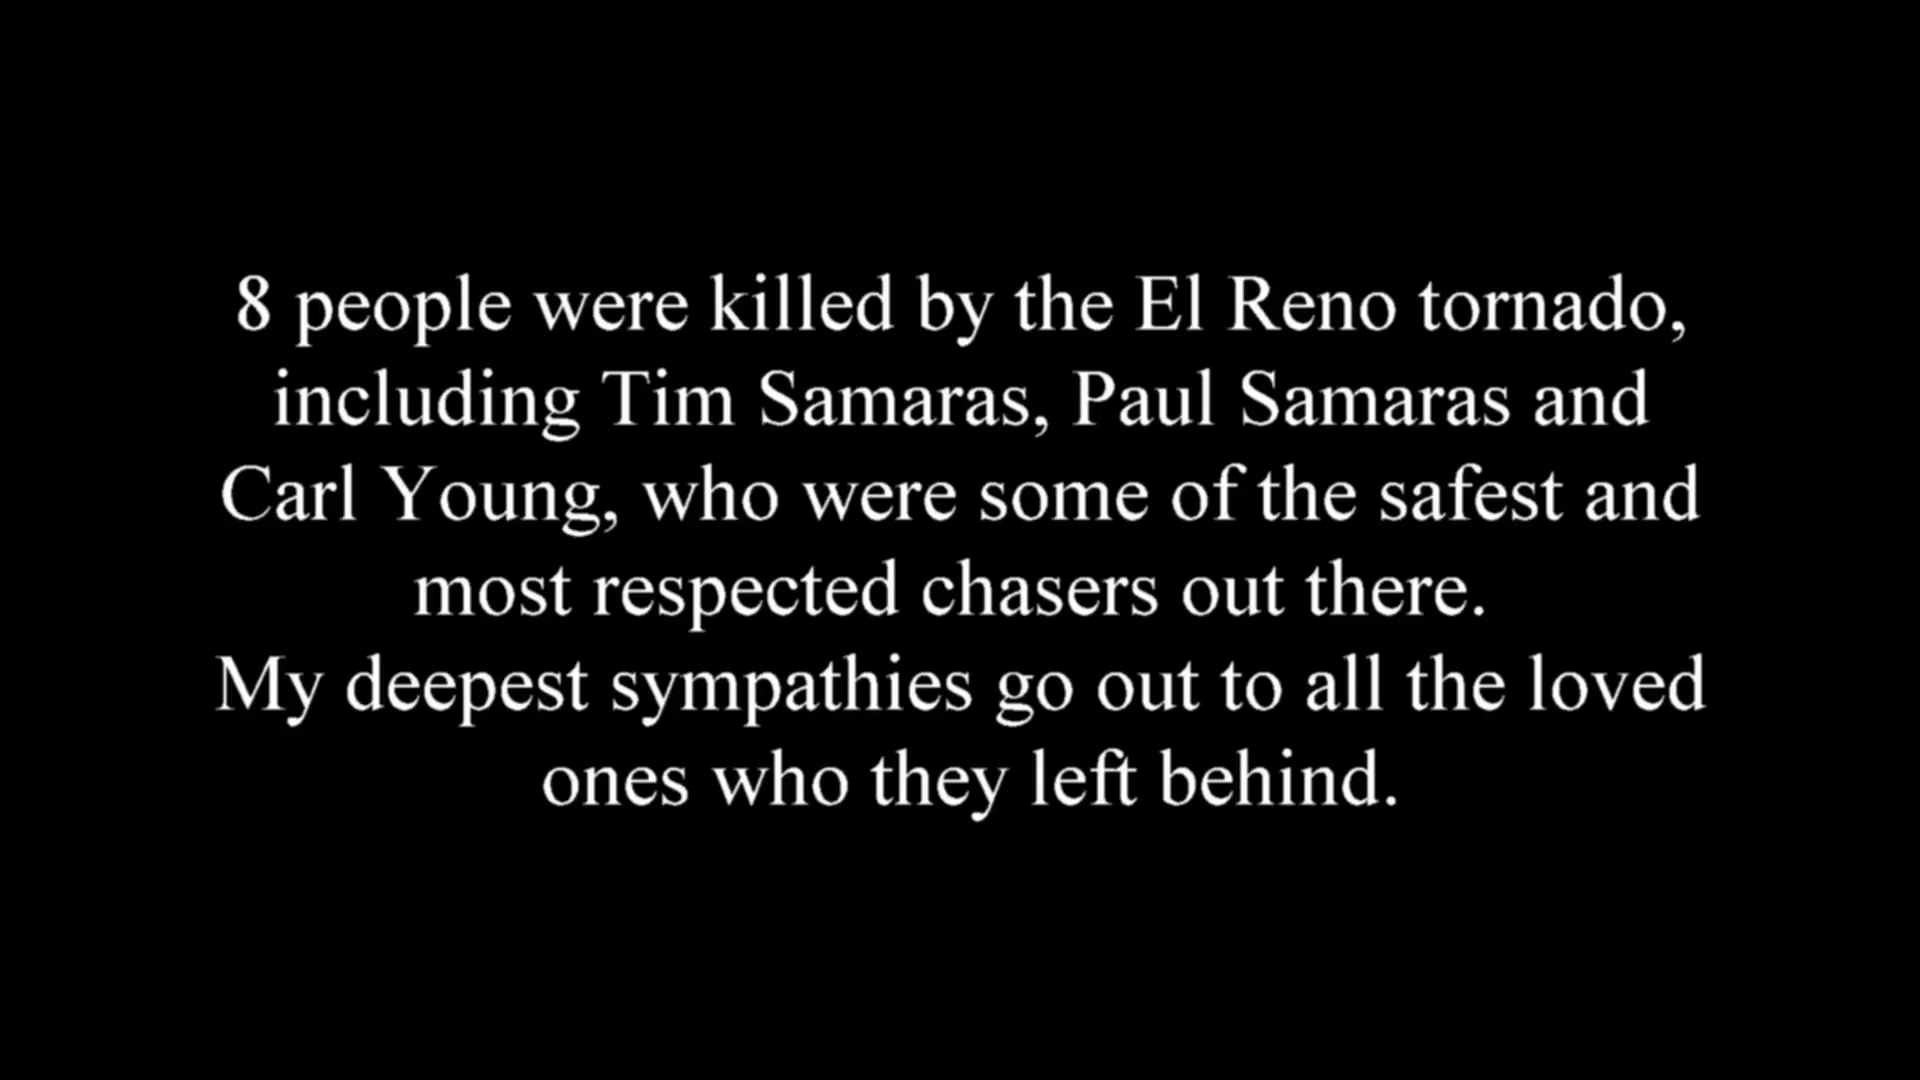 8 people were killed by the El Reno tornado,
including Tim Samaras, Paul Samaras and
Carl Young, who were some of the safest and
most respected chasers out there.
My deepest sympathies go out to all the loved
ones who they left behind.